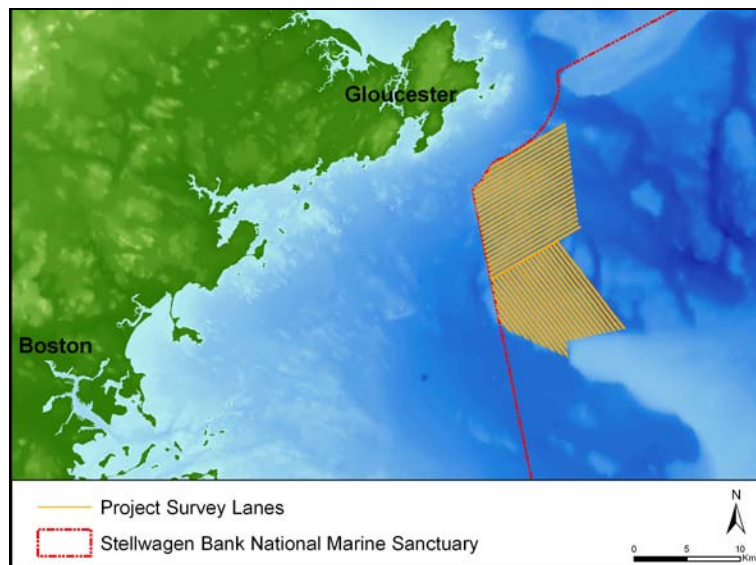 Gloucester
Boston
Project Survey Lanes
Stellwagen Bank National Marine Sanctuary
N
0 5 10
Km